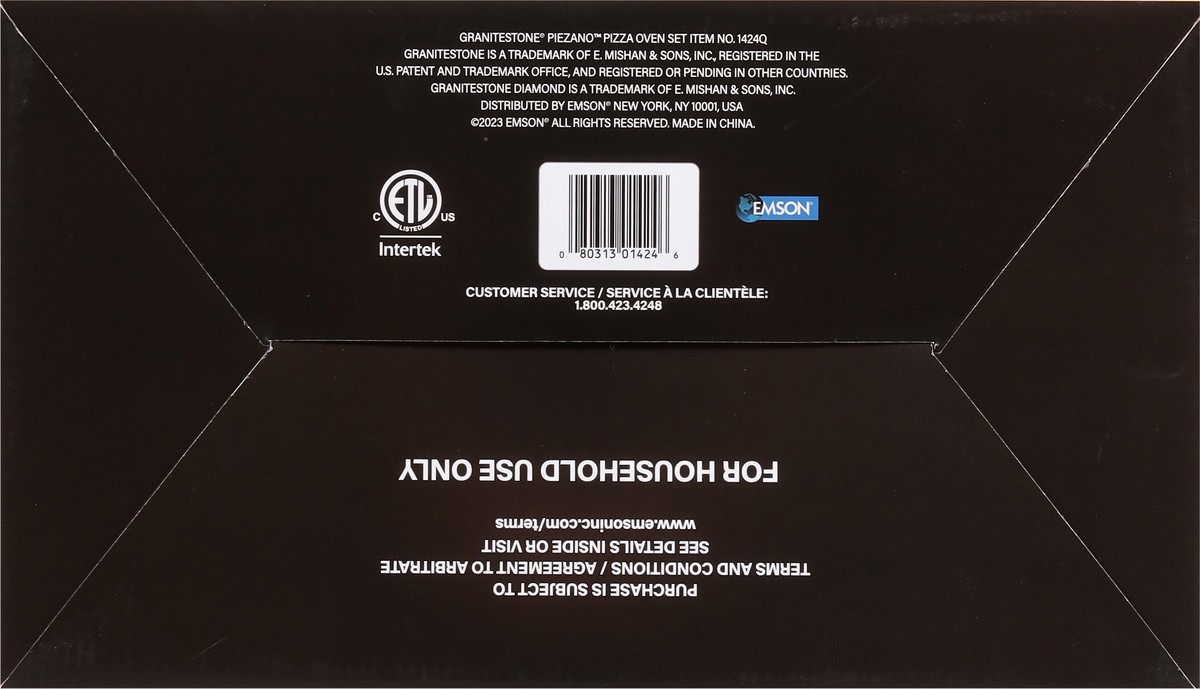 GRANITESTONE® PIEZANO™ PIZZA OVEN SET ITEM NO. 1424Q
GRANITESTONE IS A TRADEMARK OF E. MISHAN & SONS, INC., REGISTERED IN THE
U.S. PATENT AND TRADEMARK OFFICE, AND REGISTERED OR PENDING IN OTHER COUNTRIES.
GRANITESTONE DIAMOND IS A TRADEMARK OF E. MISHAN & SONS, INC.
DISTRIBUTED BY EMSON® NEW YORK, NY 10001, USA
©2023 EMSON® ALL RIGHTS RESERVED. MADE IN CHINA.
C ETL US
LISTED
Intertek
0 80313 01424 6
EMSON®
CUSTOMER SERVICE / SERVICE À LA CLIENTÈLE:
1.800.423.4248
PURCHASE IS SUBJECT TO
TERMS AND CONDITIONS / AGREEMENT TO ARBITRATE
SEE DETAILS INSIDE OR VISIT
www.emsoninc.com/terms
FOR HOUSEHOLD USE ONLY